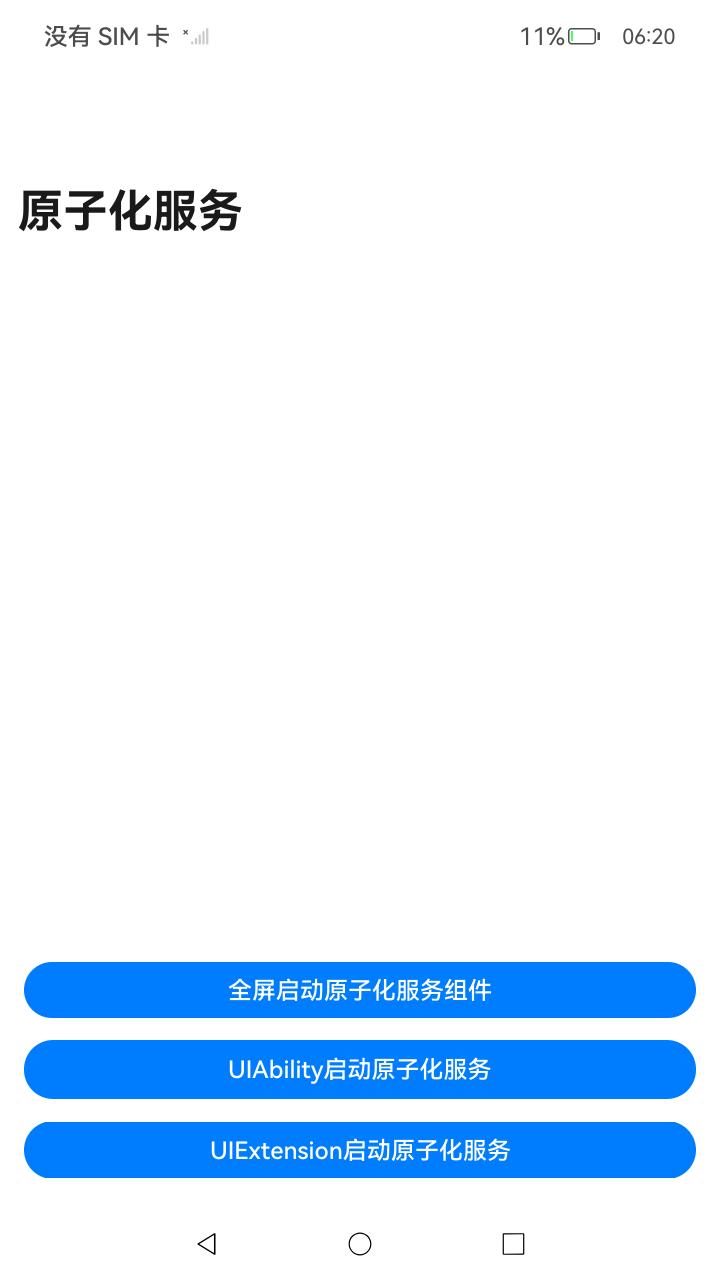 没有 SIM 卡
11% 06:20
原子化服务
全屏启动原子化服务组件
UIAbility启动原子化服务
UIExtension启动原子化服务